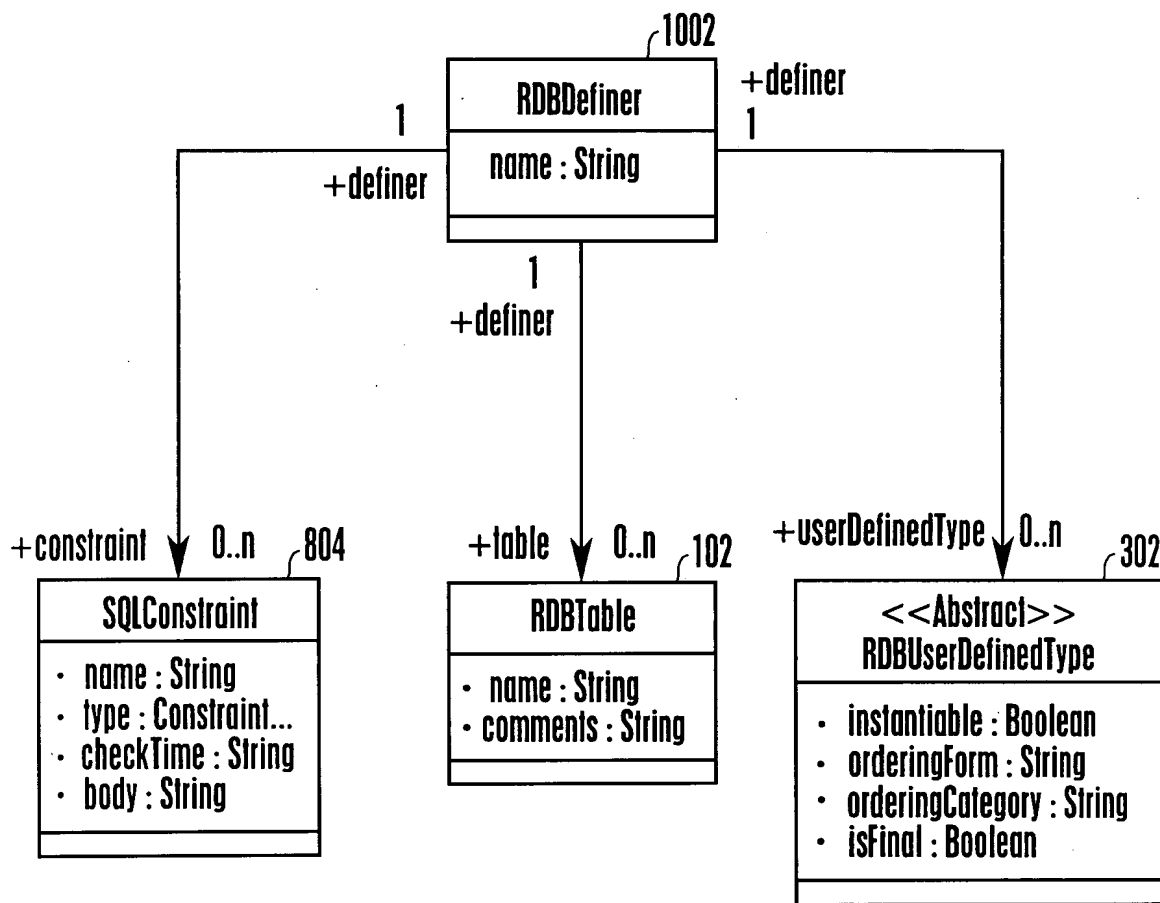 1002
RDBDefiner
name : String
1
+definer
+definer
1
1
+definer
+constraint 0..n
804
SQLConstraint
· name : String
· type : Constraint...
· checkTime : String
· body : String
+table 0..n
102
RDBTable
· name : String
· comments : String
+userDefinedType 0..n
302
<<Abstract>>
RDBUserDefinedType
· instantiable : Boolean
· orderingForm : String
· orderingCategory : String
· isFinal : Boolean